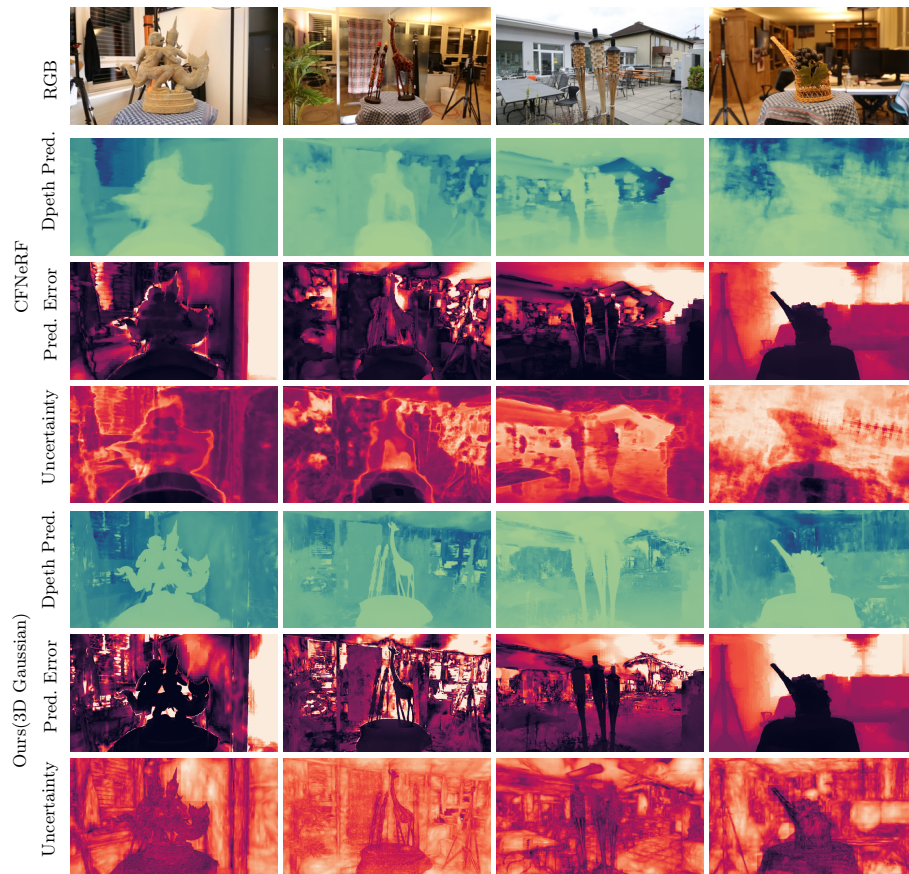 RGB
CFNeRF
Dpeth Pred.
Pred. Error
Uncertainty
Ours(3D Gaussian)
Dpeth Pred.
Pred. Error
Uncertainty